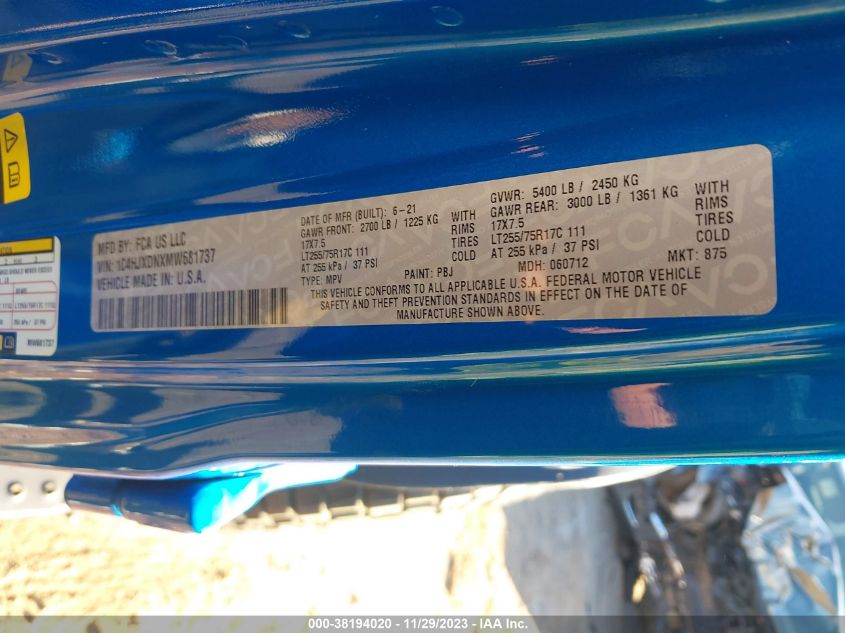 MFD BY: FCA US LLC
VIN: 1C4HJXDNXMW681737
VEHICLE MADE IN: U.S.A.
DATE OF MFR (BUILT): 6-21
GAWR FRONT: 2700 LB / 1225 KG WITH
17X7.5 RIMS
LT255/75R17C 111 TIRES
AT 255 kPa / 37 PSI COLD
TYPE: MPV
GVWR: 5400 LB / 2450 KG
GAWR REAR: 3000 LB / 1361 KG WITH
17X7.5 RIMS
LT255/75R17C 111 TIRES
AT 255 kPa / 37 PSI COLD
PAINT: PBJ MDH: 060712 MKT: 875
THIS VEHICLE CONFORMS TO ALL APPLICABLE U.S.A. FEDERAL MOTOR VEHICLE
SAFETY AND THEFT PREVENTION STANDARDS IN EFFECT ON THE DATE OF
MANUFACTURE SHOWN ABOVE.
MW681737
000-38194020 - 11/29/2023 - IAA Inc.